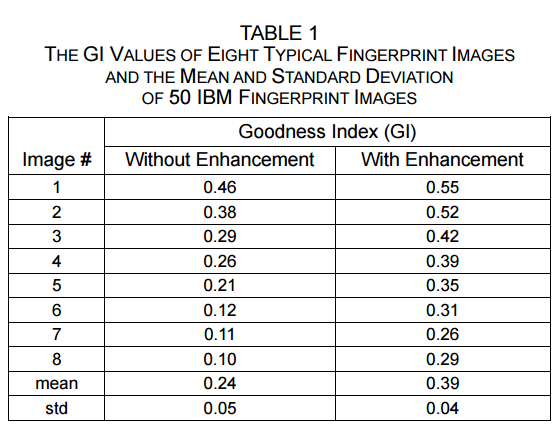 TABLE 1
THE GI VALUES OF EIGHT TYPICAL FINGERPRINT IMAGES
AND THE MEAN AND STANDARD DEVIATION
OF 50 IBM FINGERPRINT IMAGES
Goodness Index (GI)
Image # Without Enhancement With Enhancement
1 0.46 0.55
2 0.38 0.52
3 0.29 0.42
4 0.26 0.39
5 0.21 0.35
6 0.12 0.31
7 0.11 0.26
8 0.10 0.29
mean 0.24 0.39
std 0.05 0.04